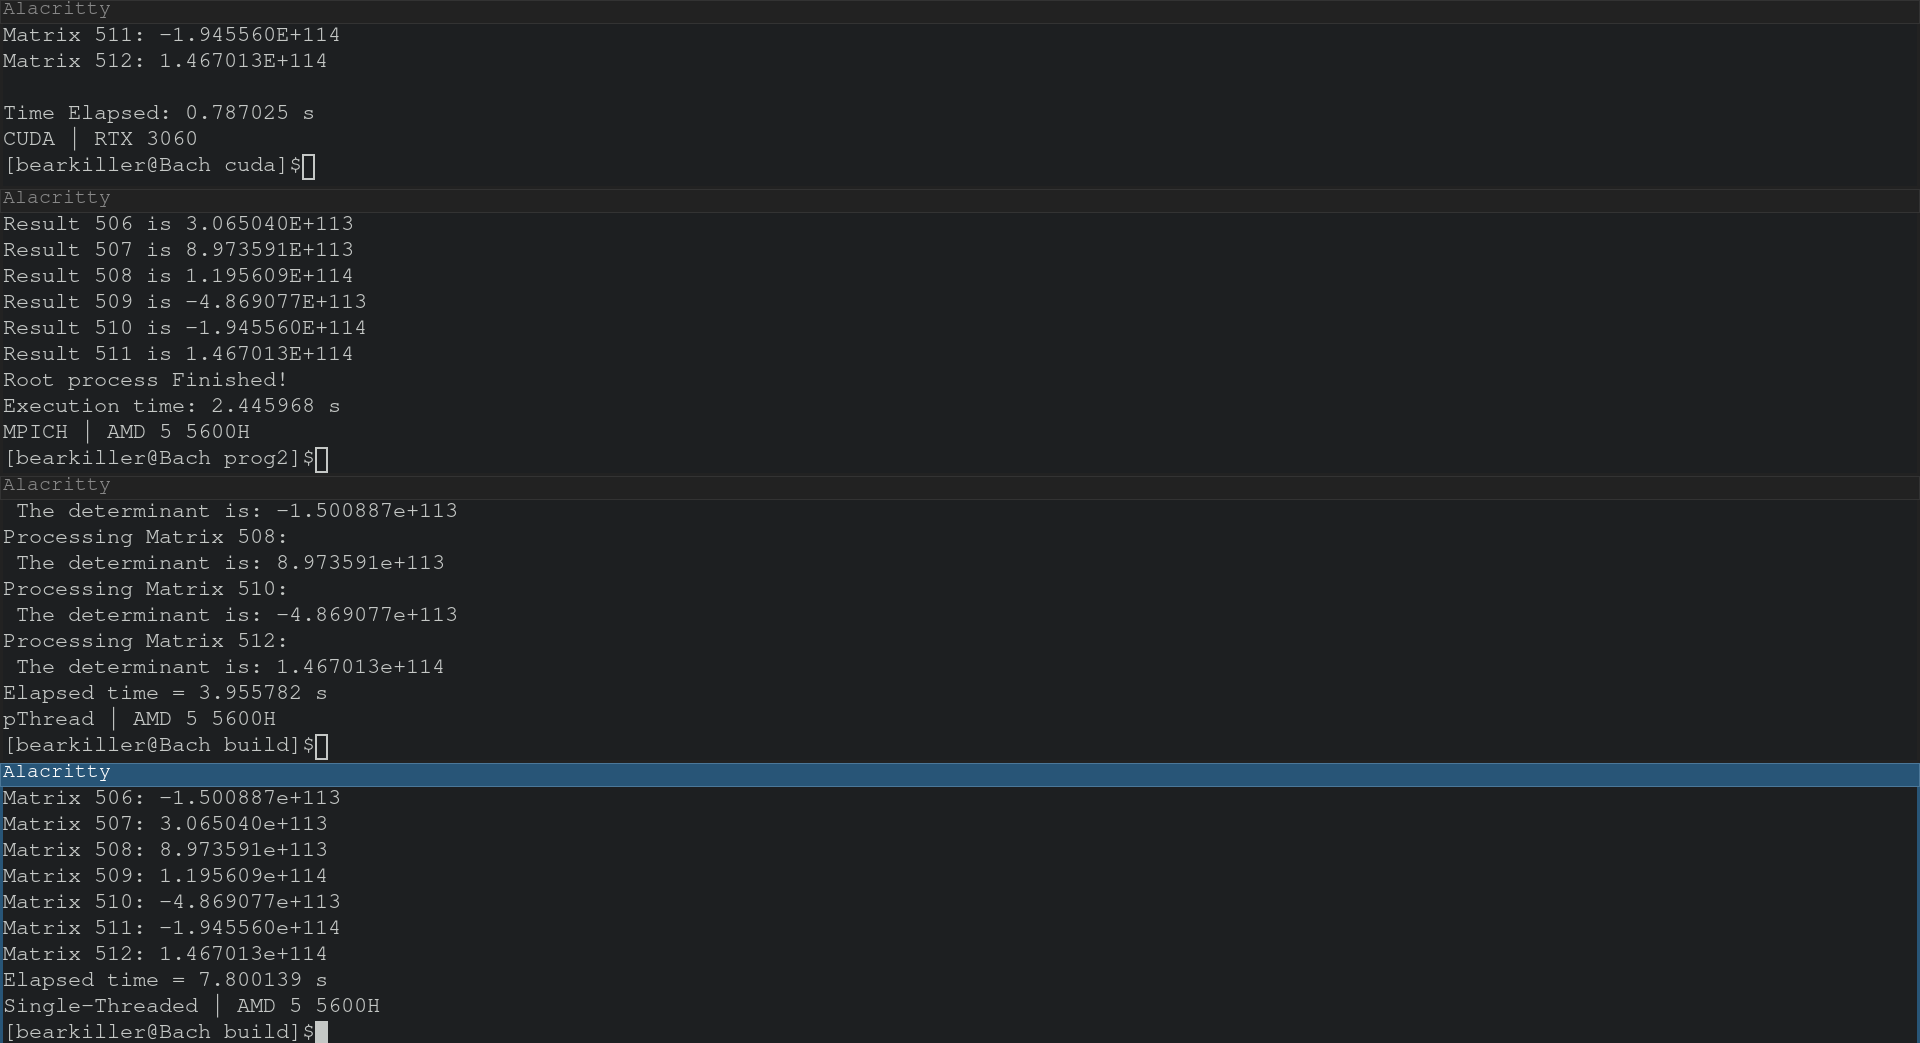 Alacritty
Matrix 511: -1.945560E+114
Matrix 512: 1.467013E+114
Time Elapsed: 0.787025 s
CUDA | RTX 3060
[bearkiller@Bach cuda]$
Alacritty
Result 506 is 3.065040E+113
Result 507 is 8.973591E+113
Result 508 is 1.195609E+114
Result 509 is -4.869077E+113
Result 510 is -1.945560E+114
Result 511 is 1.467013E+114
Root process Finished!
Execution time: 2.445968 s
MPICH | AMD 5 5600H
[bearkiller@Bach prog2]$
Alacritty
The determinant is: -1.500887e+113
Processing Matrix 508:
The determinant is: 8.973591e+113
Processing Matrix 510:
The determinant is: -4.869077e+113
Processing Matrix 512:
The determinant is: 1.467013e+114
Elapsed time = 3.955782 s
pThread | AMD 5 5600H
[bearkiller@Bach build]$
Alacritty
Matrix 506: -1.500887e+113
Matrix 507: 3.065040e+113
Matrix 508: 8.973591e+113
Matrix 509: 1.195609e+114
Matrix 510: -4.869077e+113
Matrix 511: -1.945560e+114
Matrix 512: 1.467013e+114
Elapsed time = 7.800139 s
Single-Threaded | AMD 5 5600H
[bearkiller@Bach build]$